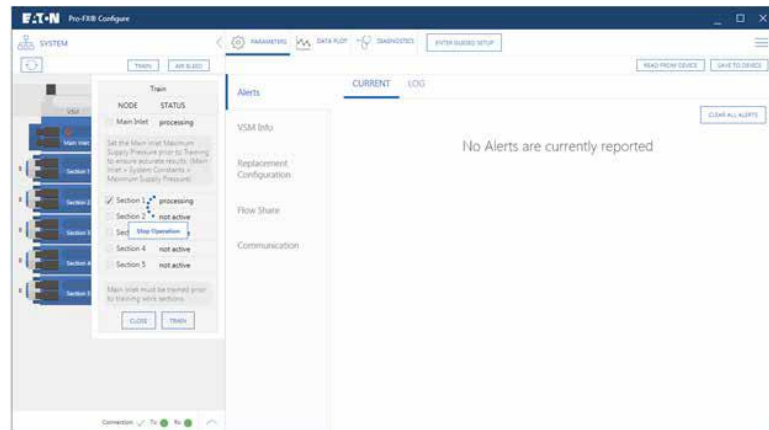 EATON Pro-FX® Configure
SYSTEM
PARAMETERS DATA PLOT DIAGNOSTICS ENTER GUIDED SETUP
TRAIN AIR BLEED READ FROM DEVICE SAVE TO DEVICE
Alerts CURRENT LOG
CLEAR ALL ALERTS
No Alerts are currently reported
VSM Info
Replacement
Configuration
Flow Share
Communication
VSM
Main Inlet
Section 1
Section 2
Section 3
Section 4
Section 5
Train
NODE STATUS
Main Inlet processing
Set the Main Inlet Maximum
Supply Pressure prior to Training
to ensure accurate results. (Main
Inlet > System Constants >
Maximum Supply Pressure)
Section 1 processing
Section 2 not active
Stop Operation
Section 4 not active
Section 5 not active
Main Inlet must be trained prior
to training work sections.
CLOSE TRAIN
Connection Tx Rx